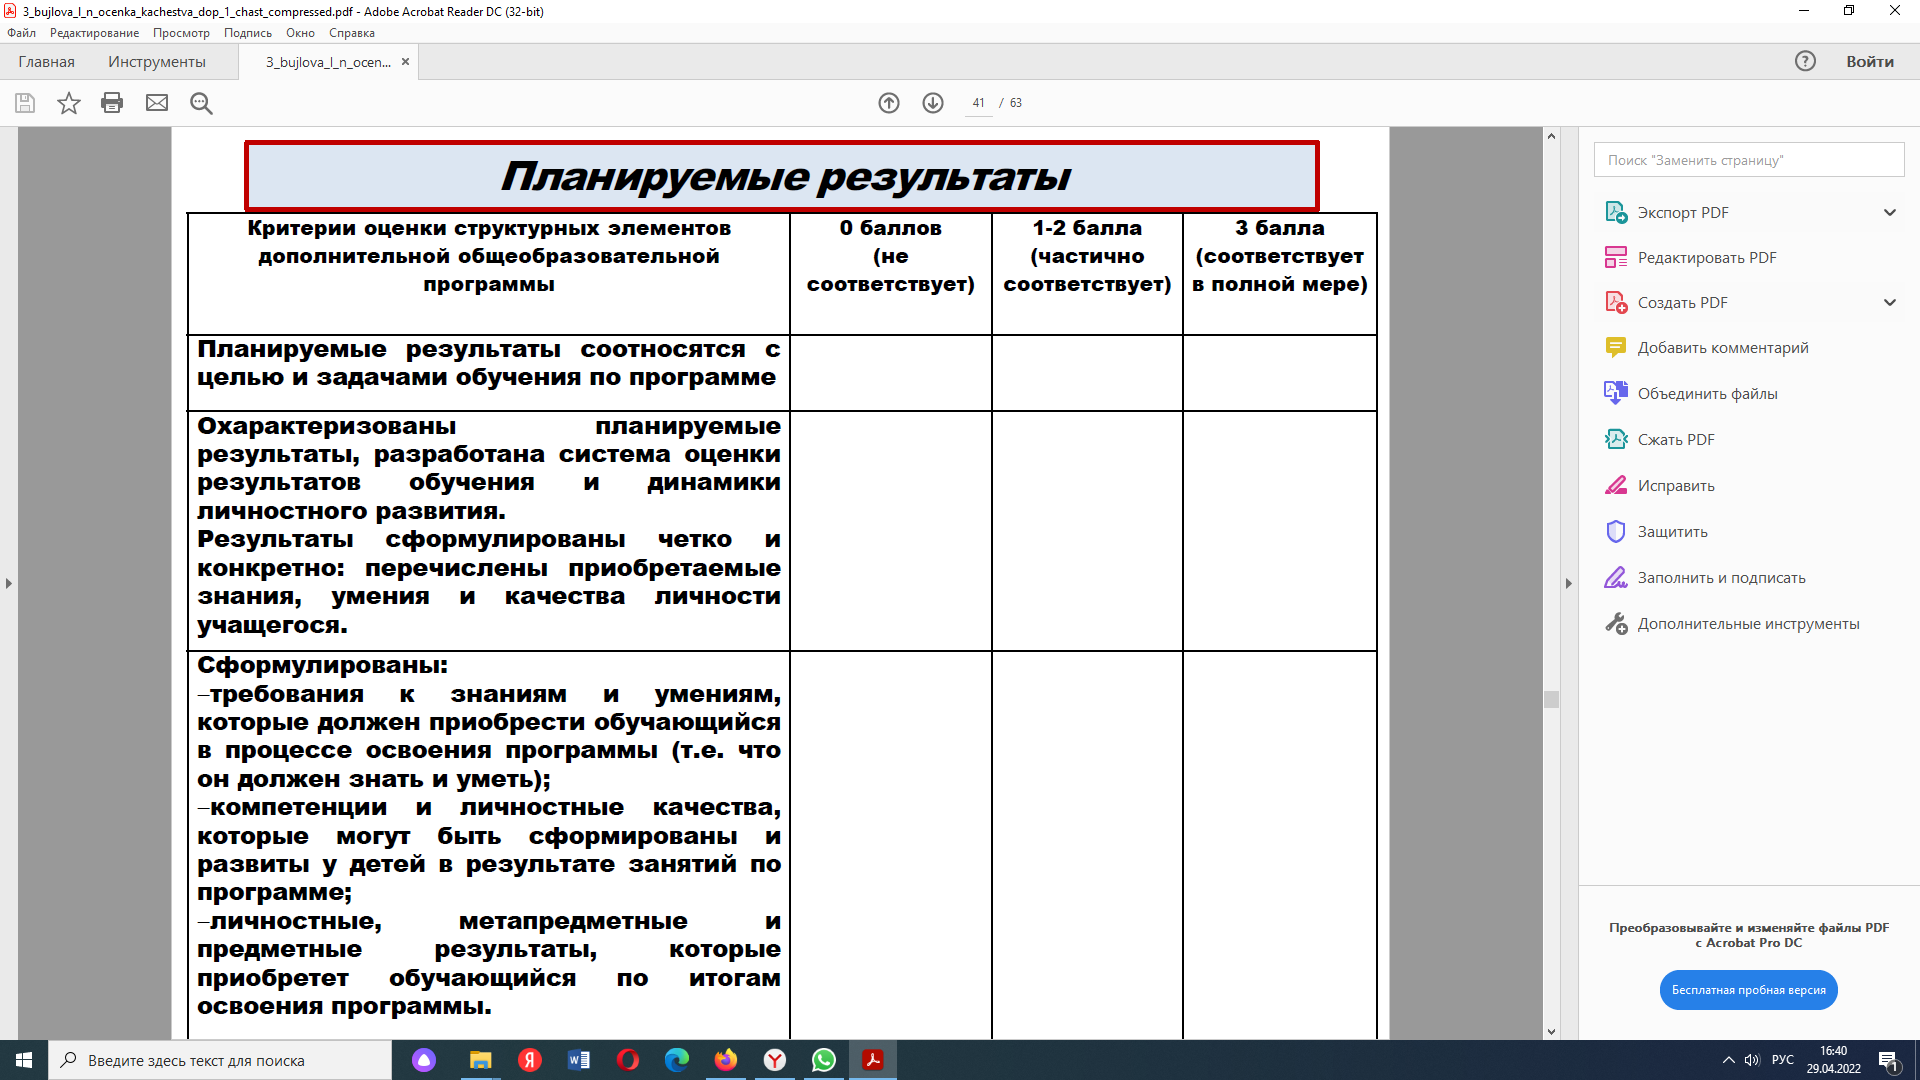 3_bujlova_l_n_ocenka_kachestva_dop_1_chast_compressed.pdf - Adobe Acrobat Reader DC (32-bit)
Файл Редактирование Просмотр Подпись Окно Справка
Главная Инструменты 3_bujlova_l_n_ocen... × Войти
41 / 63
Планируемые результаты
Критерии оценки структурных элементов
дополнительной общеобразовательной
программы
0 баллов
(не
соответствует)
1-2 балла
(частично
соответствует)
3 балла
(соответствует
в полной мере)
Планируемые результаты соотносятся с
целью и задачами обучения по программе
Охарактеризованы планируемые
результаты, разработана система оценки
результатов обучения и динамики
личностного развития.
Результаты сформулированы четко и
конкретно: перечислены приобретаемые
знания, умения и качества личности
учащегося.
Сформулированы:
–требования к знаниям и умениям,
которые должен приобрести обучающийся
в процессе освоения программы (т.е. что
он должен знать и уметь);
–компетенции и личностные качества,
которые могут быть сформированы и
развиты у детей в результате занятий по
программе;
–личностные, метапредметные и
предметные результаты, которые
приобретет обучающийся по итогам
освоения программы.
Поиск "Заменить страницу"
Экспорт PDF
Редактировать PDF
Создать PDF
Добавить комментарий
Объединить файлы
Сжать PDF
Исправить
Защитить
Заполнить и подписать
Дополнительные инструменты
Преобразовывайте и изменяйте файлы PDF
с Acrobat Pro DC
Бесплатная пробная версия
Введите здесь текст для поиска
РУС
16:40
29.04.2022
1